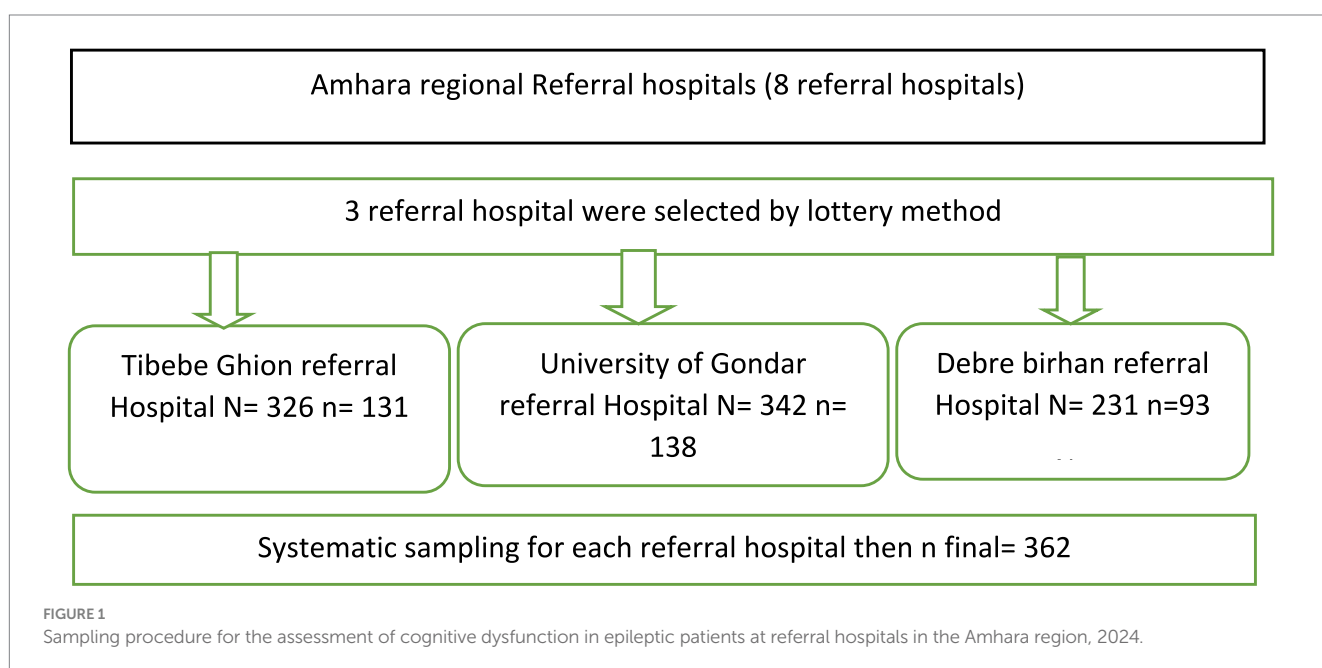 Amhara regional Referral hospitals (8 referral hospitals)
3 referral hospital were selected by lottery method
Tibebe Ghion referral
Hospital N= 326 n= 131
University of Gondar
referral Hospital N= 342 n=
138
Debre birhan referral
Hospital N= 231 n=93
Systematic sampling for each referral hospital then n final= 362
FIGURE 1
Sampling procedure for the assessment of cognitive dysfunction in epileptic patients at referral hospitals in the Amhara region, 2024.